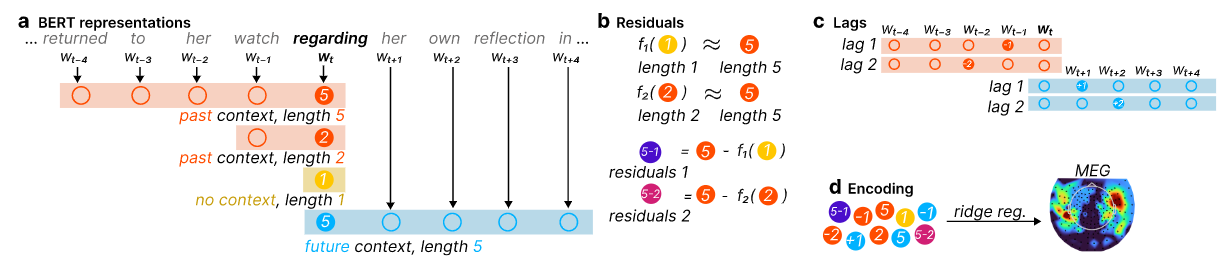 a BERT representations
... returned to her watch regarding her own reflection in ...
Wt-4 Wt-3 Wt-2 Wt-1 Wt Wt+1 Wt+2 Wt+3 Wt+4
5
past context, length 5
2
past context, length 2
1
no context, length 1
5
future context, length 5
b Residuals
f₁( 1 ) ≈ 5
length 1 length 5
f₂( 2 ) ≈ 5
length 2 length 5
5-1 = 5 - f₁( 1 )
residuals 1
5-2 = 5 - f₂( 2 )
residuals 2
c Lags
Wt-4 Wt-3 Wt-2 Wt-1 Wt
lag 1 -1
lag 2 -2
Wt+1 Wt+2 Wt+3 Wt+4
lag 1 +1
lag 2 +2
d Encoding
5-1 -1 5 1 -1
-2 +1 2 5 5-2
ridge reg.
MEG